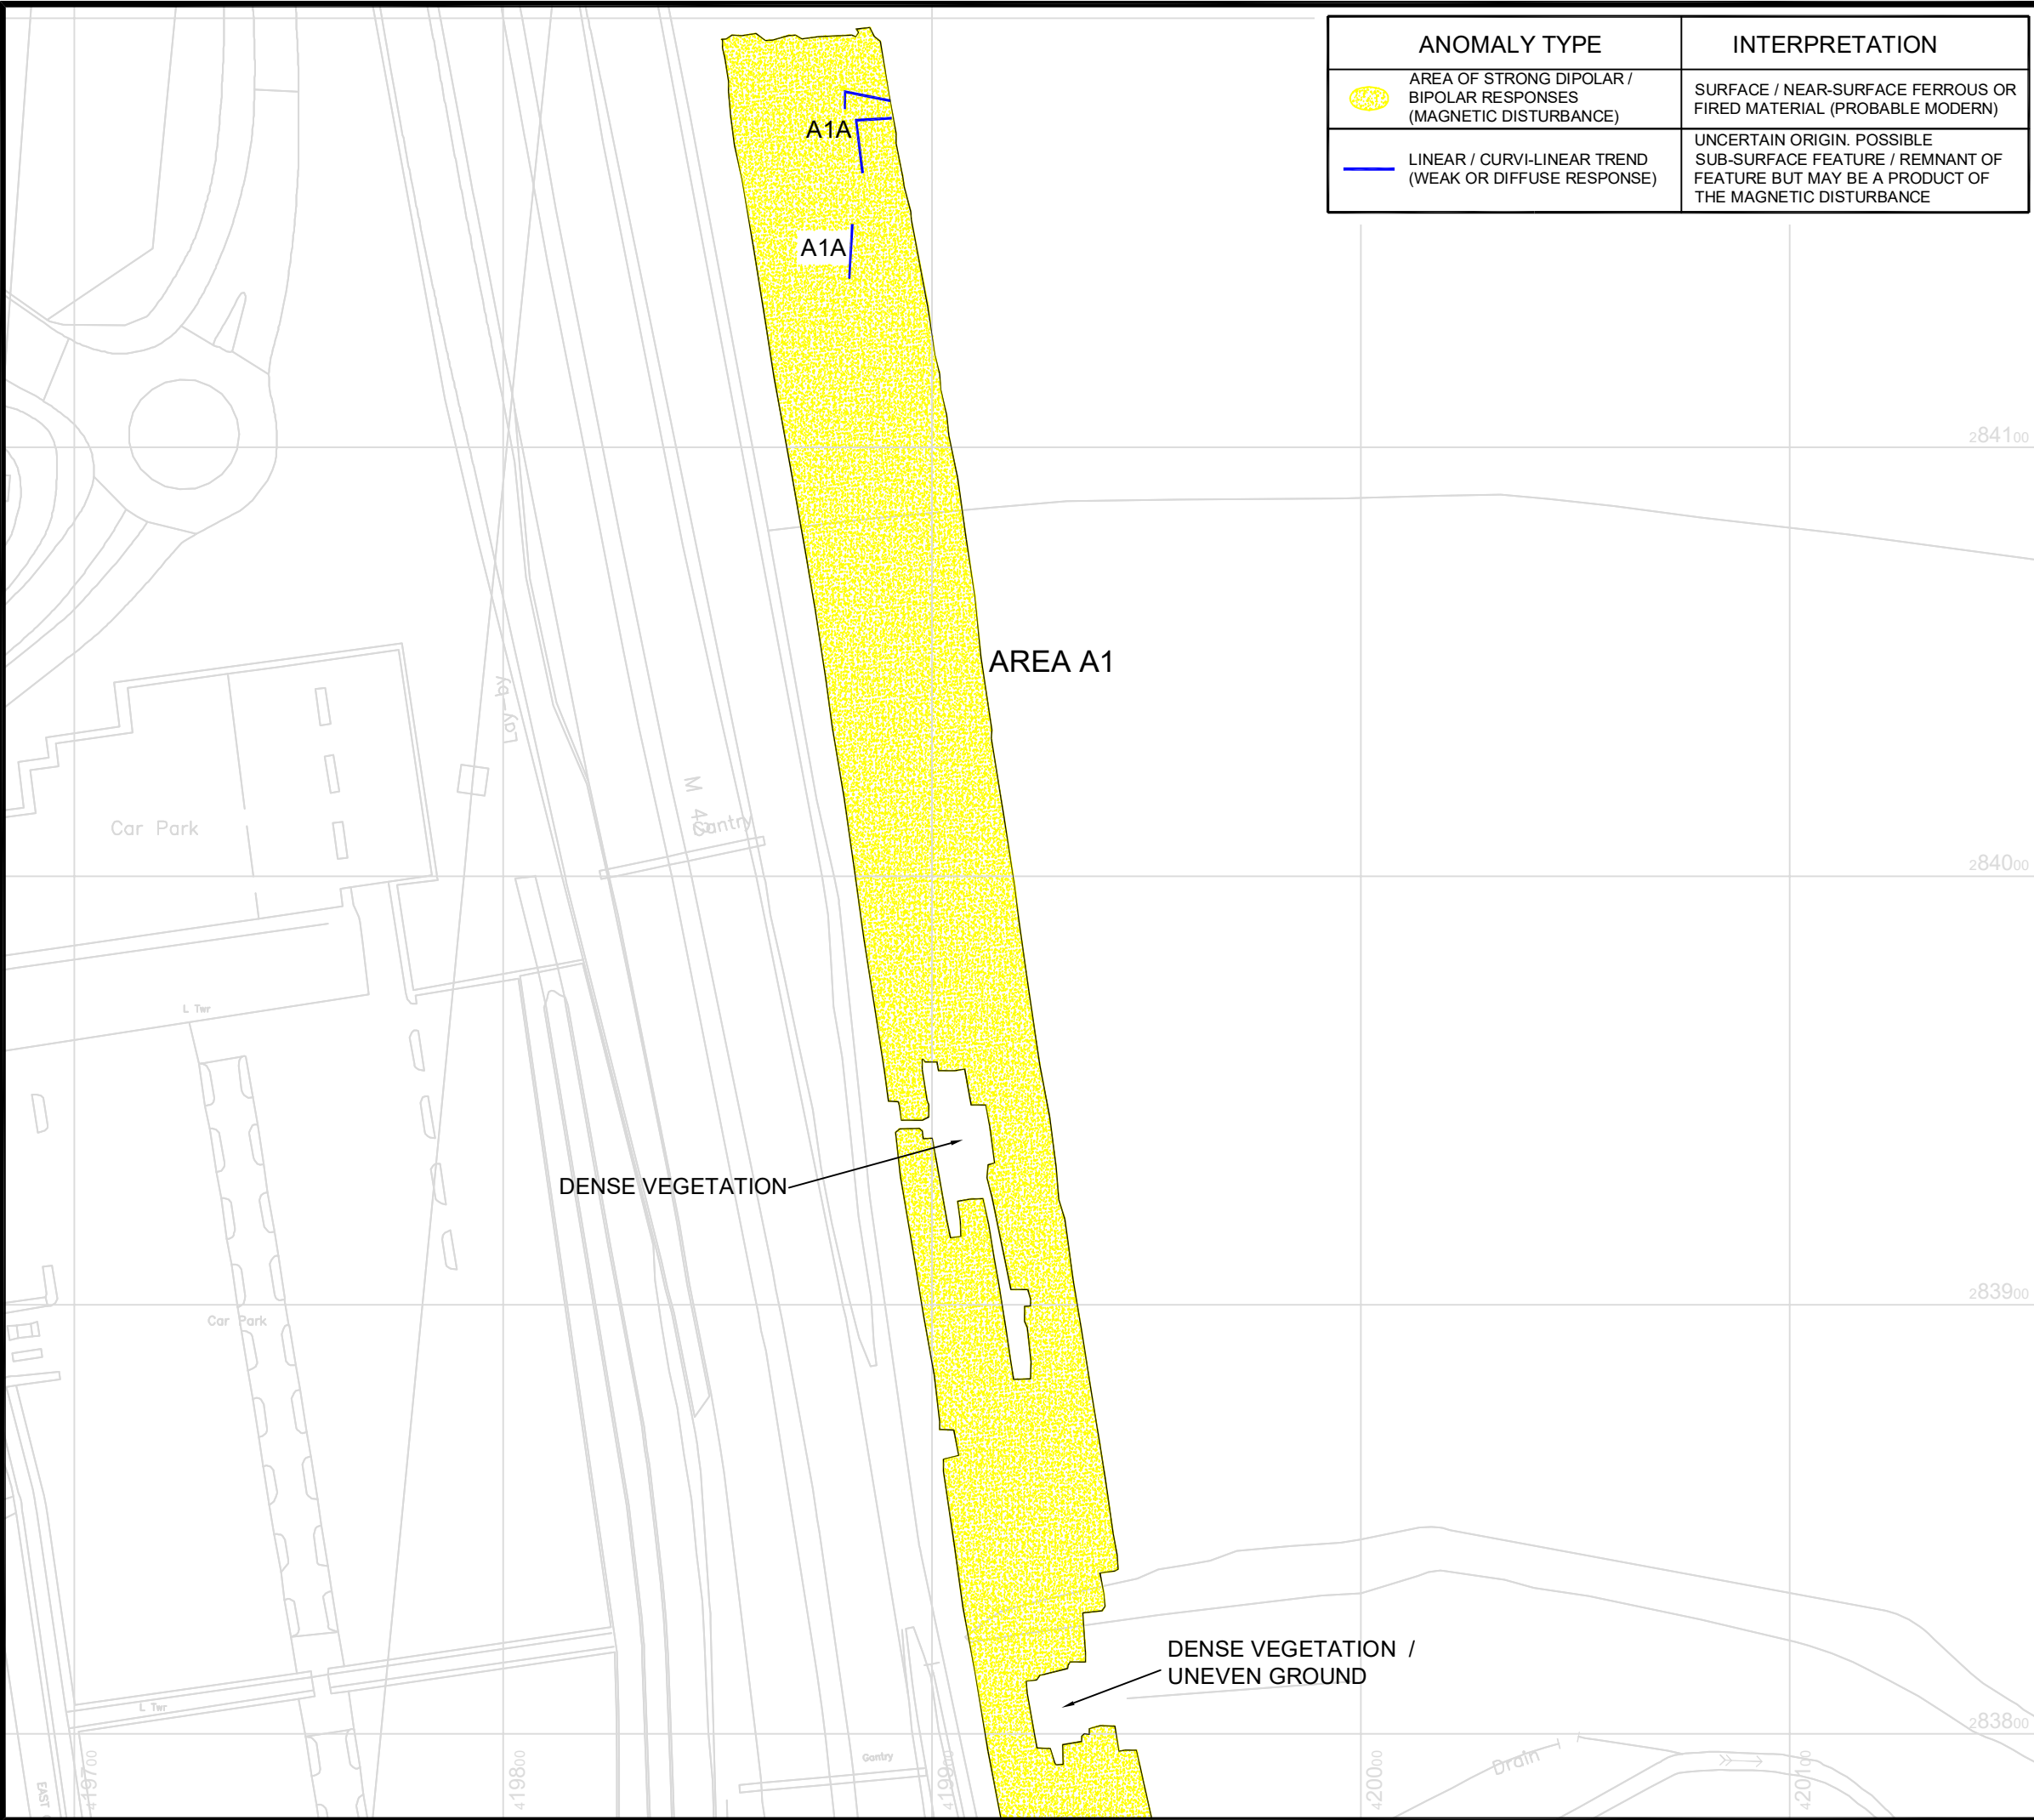 ANOMALY TYPE
INTERPRETATION
AREA OF STRONG DIPOLAR /
BIPOLAR RESPONSES
(MAGNETIC DISTURBANCE)
SURFACE / NEAR-SURFACE FERROUS OR
FIRED MATERIAL (PROBABLE MODERN)
LINEAR / CURVI-LINEAR TREND
(WEAK OR DIFFUSE RESPONSE)
UNCERTAIN ORIGIN. POSSIBLE
SUB-SURFACE FEATURE / REMNANT OF
FEATURE BUT MAY BE A PRODUCT OF
THE MAGNETIC DISTURBANCE
A1A
A1A
284100
AREA A1
Lay-by
M 42
Gantry
Car Park
284000
L Twr
DENSE VEGETATION
283900
Car Park
DENSE VEGETATION /
UNEVEN GROUND
L Twr
283800
Gantry
Drain
EAST
419700
419800
419900
420000
420100